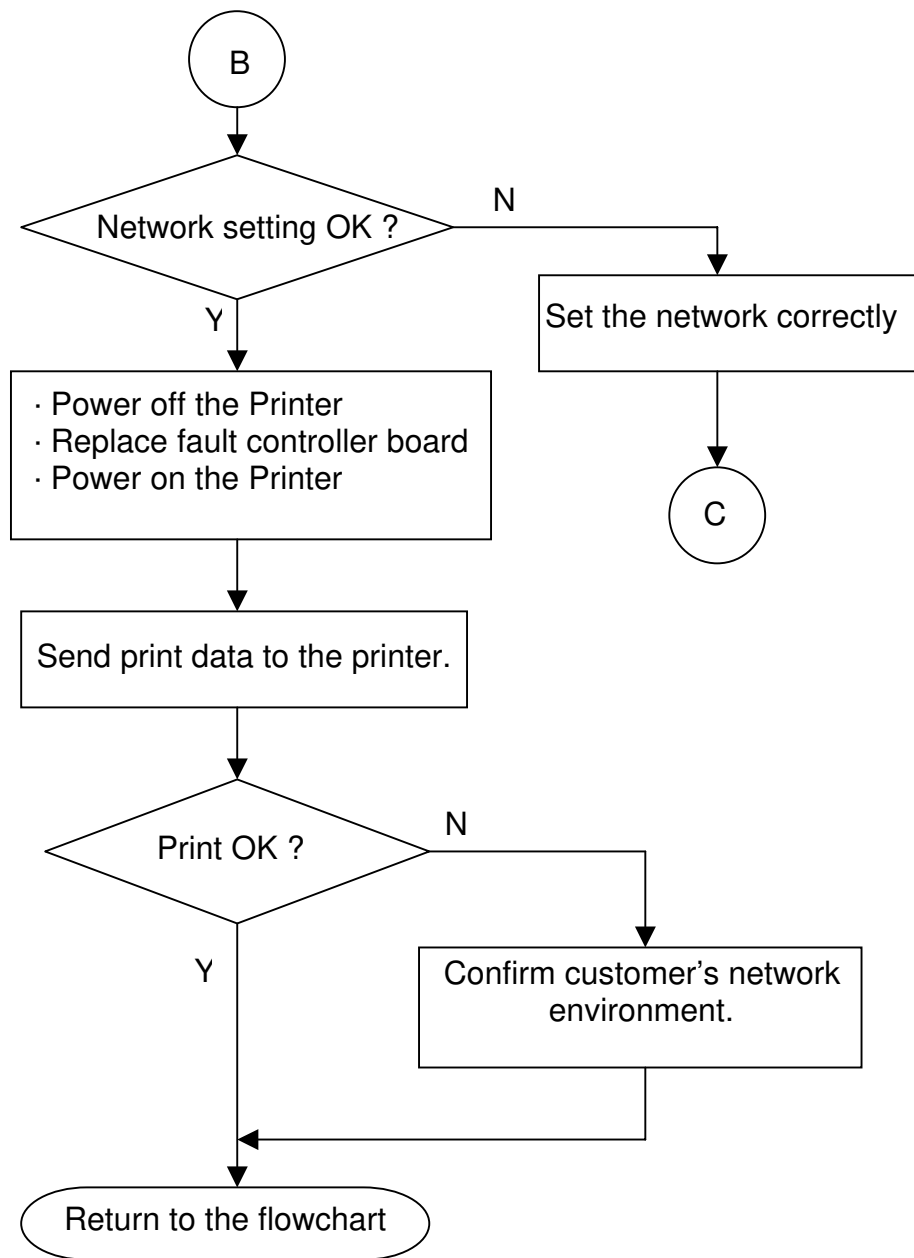 B
Network setting OK ?
N
Y
Set the network correctly
· Power off the Printer
· Replace fault controller board
· Power on the Printer
C
Send print data to the printer.
Print OK ?
N
Y
Confirm customer’s network
environment.
Return to the flowchart